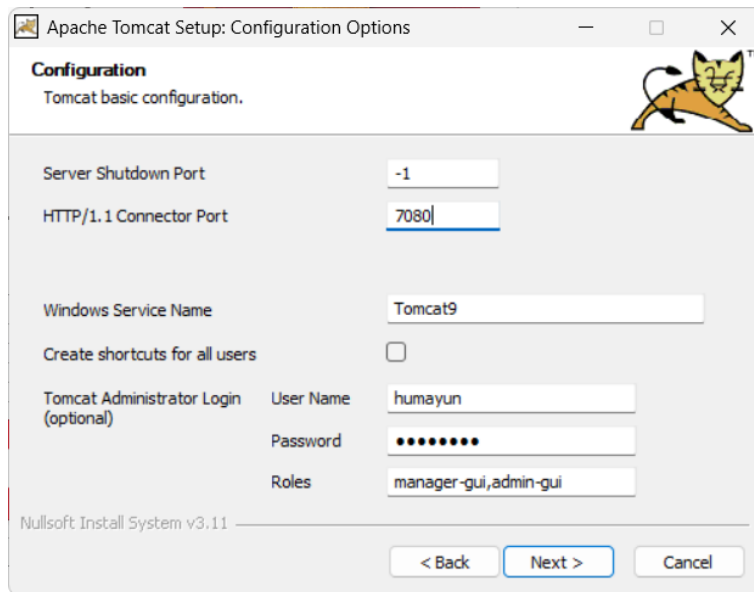 Apache Tomcat Setup: Configuration Options
Configuration
Tomcat basic configuration.
Server Shutdown Port -1
HTTP/1.1 Connector Port 7080
Windows Service Name Tomcat9
Create shortcuts for all users
Tomcat Administrator Login User Name humayun
(optional)
Password ●●●●●●●●
Roles manager-gui,admin-gui
Nullsoft Install System v3.11
< Back Next > Cancel